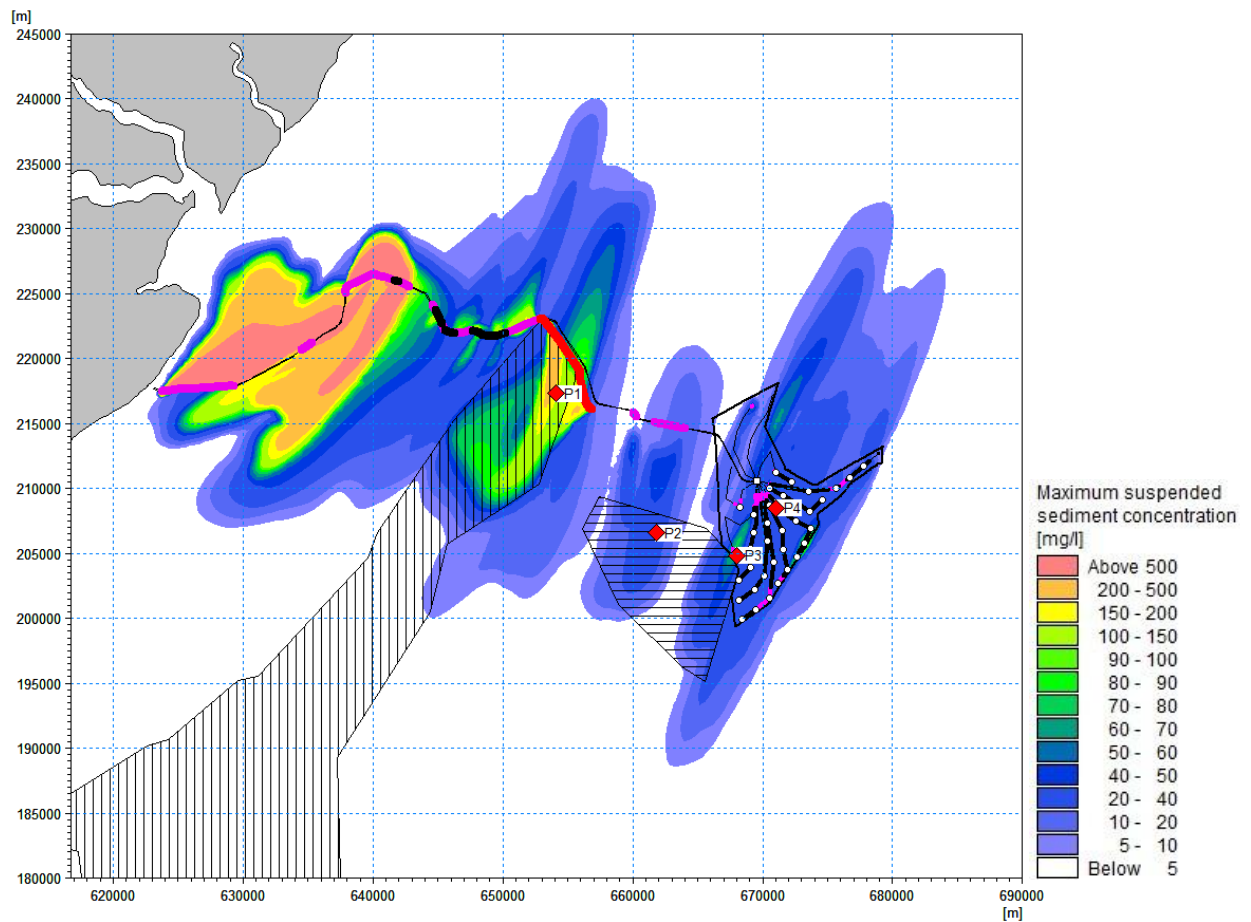 [m]
245000
240000
235000
230000
225000
220000
215000
210000
205000
200000
195000
190000
185000
180000
P1
P2
P3
P4
620000 630000 640000 650000 660000 670000 680000 690000
[m]
Maximum suspended
sediment concentration
[mg/l]
Above 500
200 - 500
150 - 200
100 - 150
90 - 100
80 - 90
70 - 80
60 - 70
50 - 60
40 - 50
20 - 40
10 - 20
5 - 10
Below 5